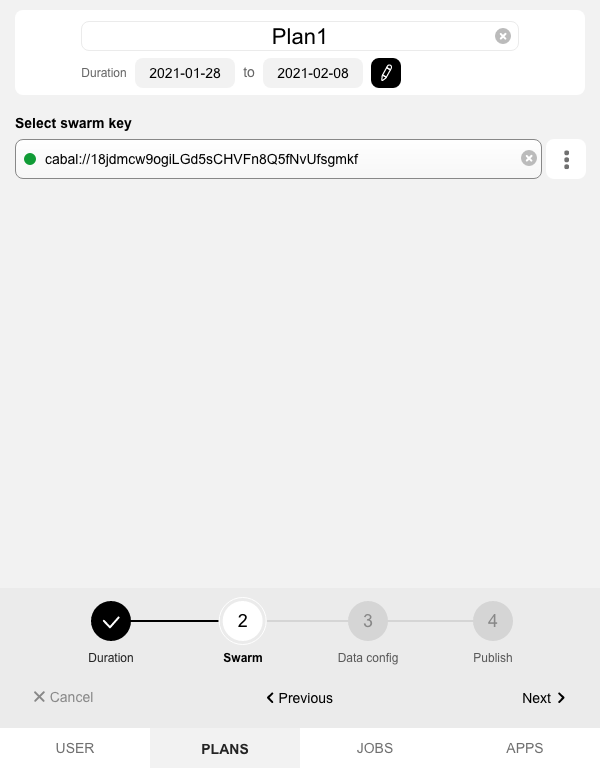 Plan1
Duration 2021-01-28 to 2021-02-08
Select swarm key
cabal://18jdmcw9ogiLGd5sCHVFn8Q5fNvUfsgmkf
2 3 4
Duration Swarm Data config Publish
Cancel Previous Next
USER PLANS JOBS APPS